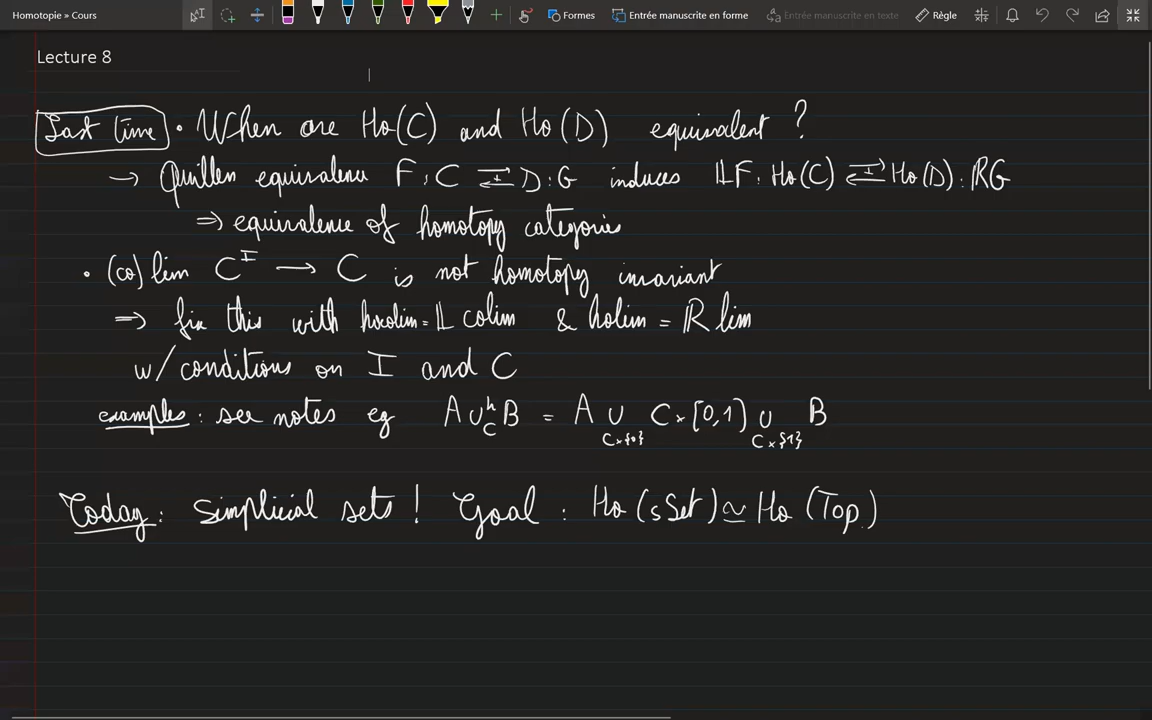 Homotopie » Cours
Formes
Entrée manuscrite en forme
Entrée manuscrite en texte
Règle
Lecture 8
Last time • When are Ho(C) and Ho(D) equivalent ?
→ Quillen equivalence F : C ⇄ D : G induces 𝕃F : Ho(C) ⇄ Ho(D) : ℝG
⇒ equivalence of homotopy categories
• (co)lim C^I → C is not homotopy invariant
⇒ fix this with hocolim = 𝕃 colim & holim = ℝ lim
w/ conditions on I and C
examples : see notes eg A ∪^h_C B = A ∪_{C×{0}} C × [0,1] ∪_{C×{1}} B
Today : Simplicial sets ! Goal : Ho(sSet) ≃ Ho(Top)